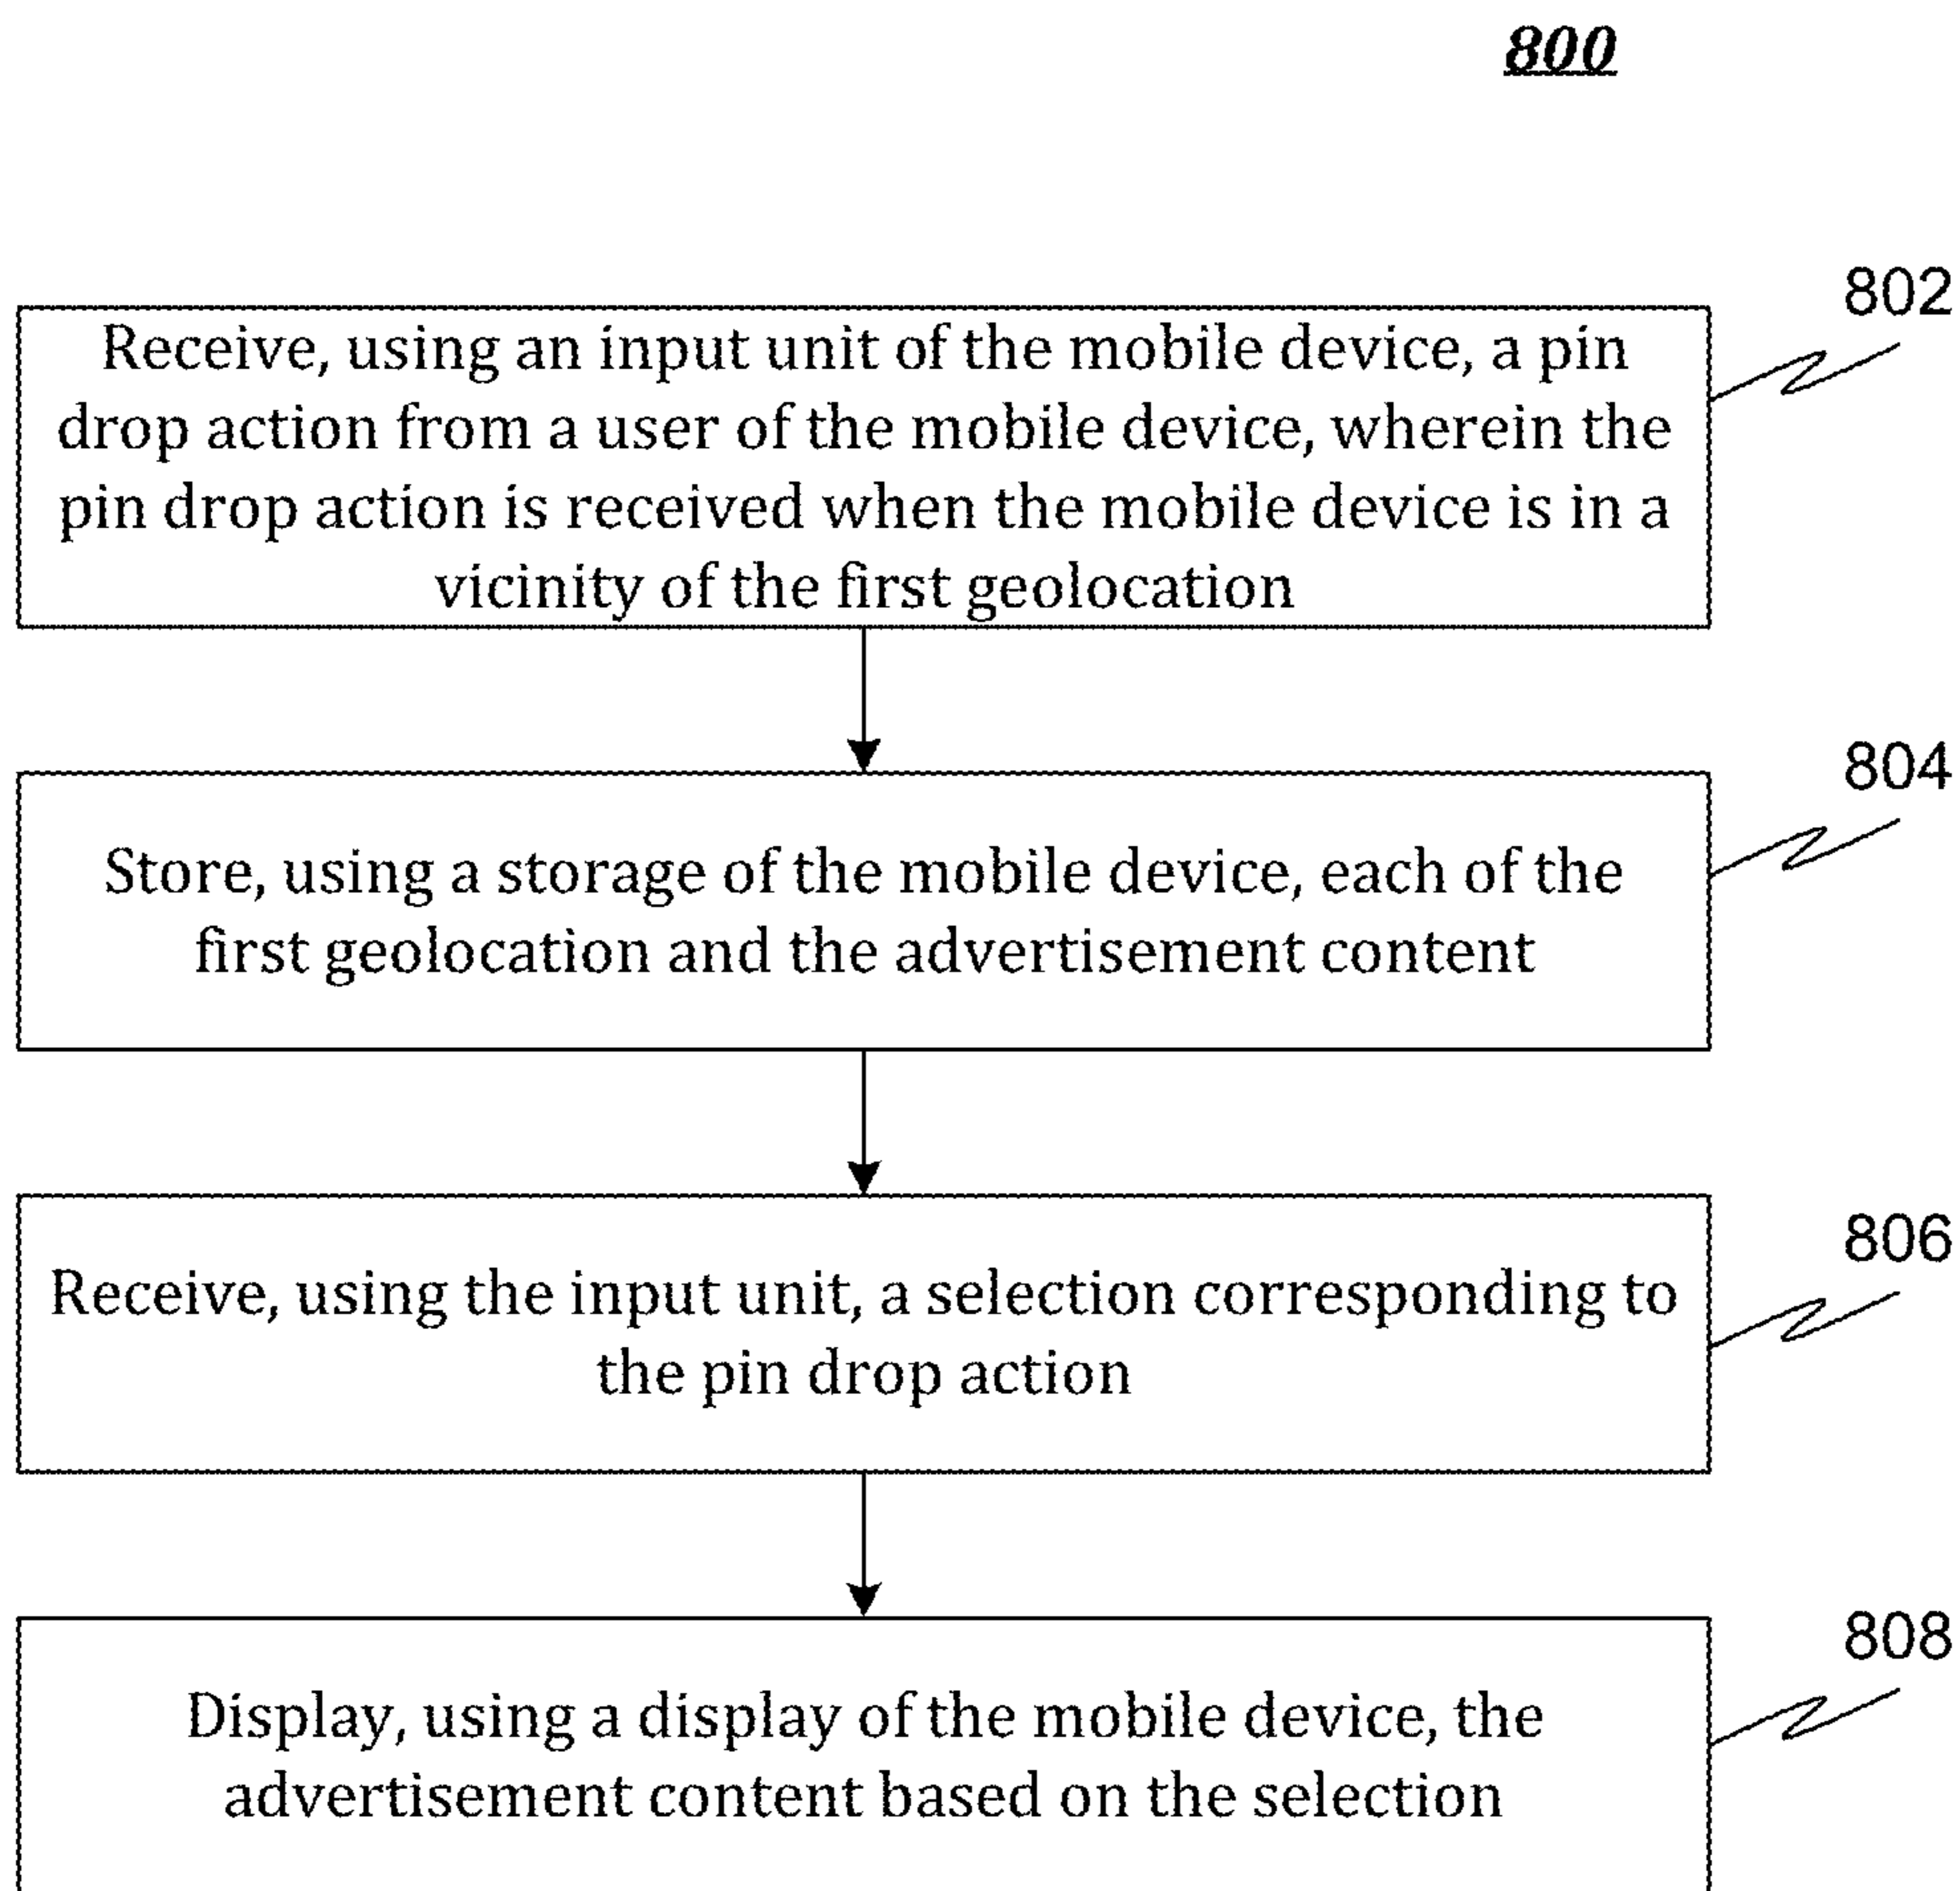 800
802
Receive, using an input unit of the mobile device, a pin
drop action from a user of the mobile device, wherein the
pin drop action is received when the mobile device is in a
vicinity of the first geolocation
804
Store, using a storage of the mobile device, each of the
first geolocation and the advertisement content
806
Receive, using the input unit, a selection corresponding to
the pin drop action
808
Display, using a display of the mobile device, the
advertisement content based on the selection